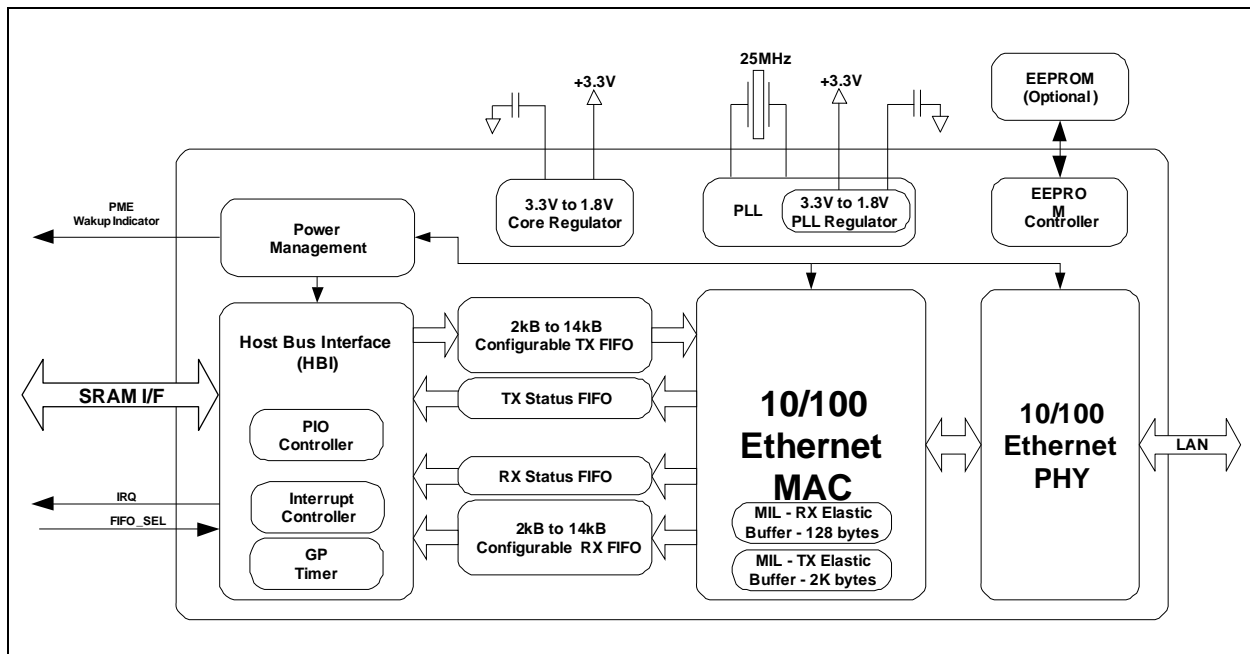 25MHz
+3.3V
+3.3V
EEPROM
(Optional)
3.3V to 1.8V
Core Regulator
PLL
3.3V to 1.8V
PLL Regulator
EEPRO
M
Controller
PME
Wakup Indicator
Power
Management
Host Bus Interface
(HBI)
2kB to 14kB
Configurable TX FIFO
SRAM I/F
TX Status FIFO
PIO
Controller
RX Status FIFO
IRQ
FIFO_SEL
Interrupt
Controller
2kB to 14kB
Configurable RX FIFO
GP
Timer
10/100
Ethernet
MAC
MIL - RX Elastic
Buffer - 128 bytes
MIL - TX Elastic
Buffer - 2K bytes
10/100
Ethernet
PHY
LAN